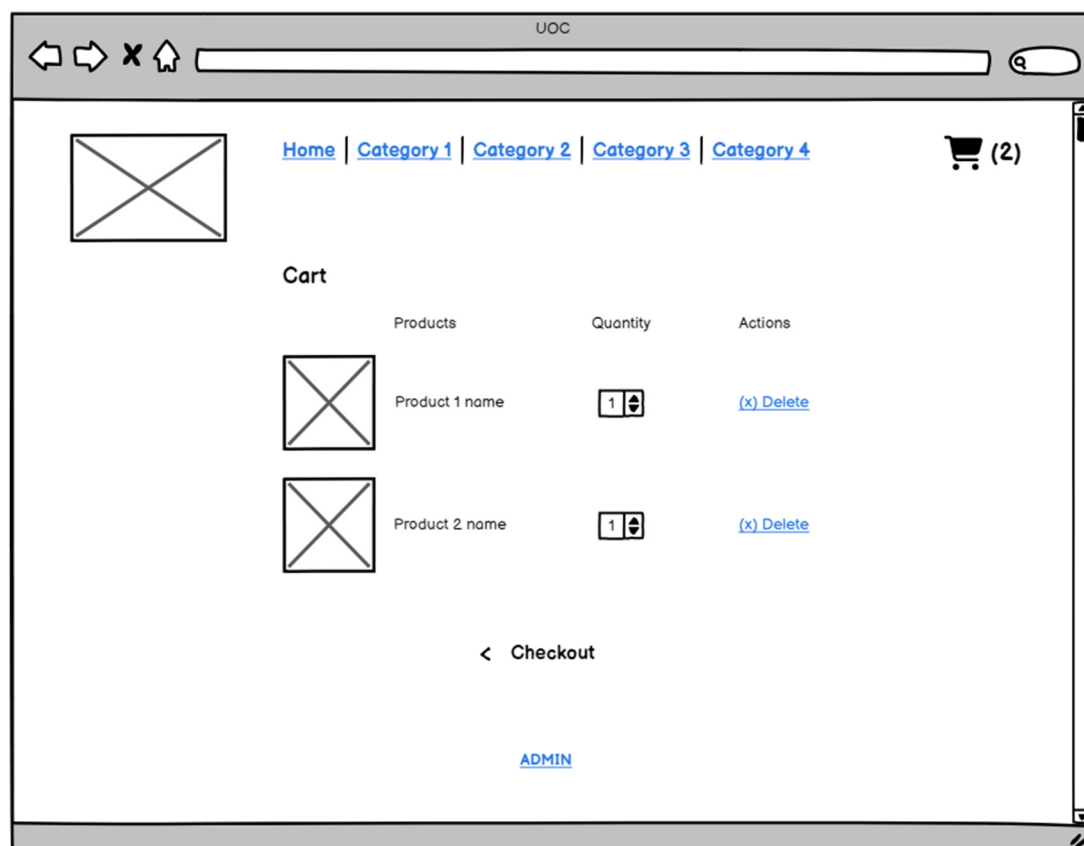 UOC
Home | Category 1 | Category 2 | Category 3 | Category 4
(2)
Cart
Products Quantity Actions
Product 1 name 1 (x) Delete
Product 2 name 1 (x) Delete
< Checkout
ADMIN